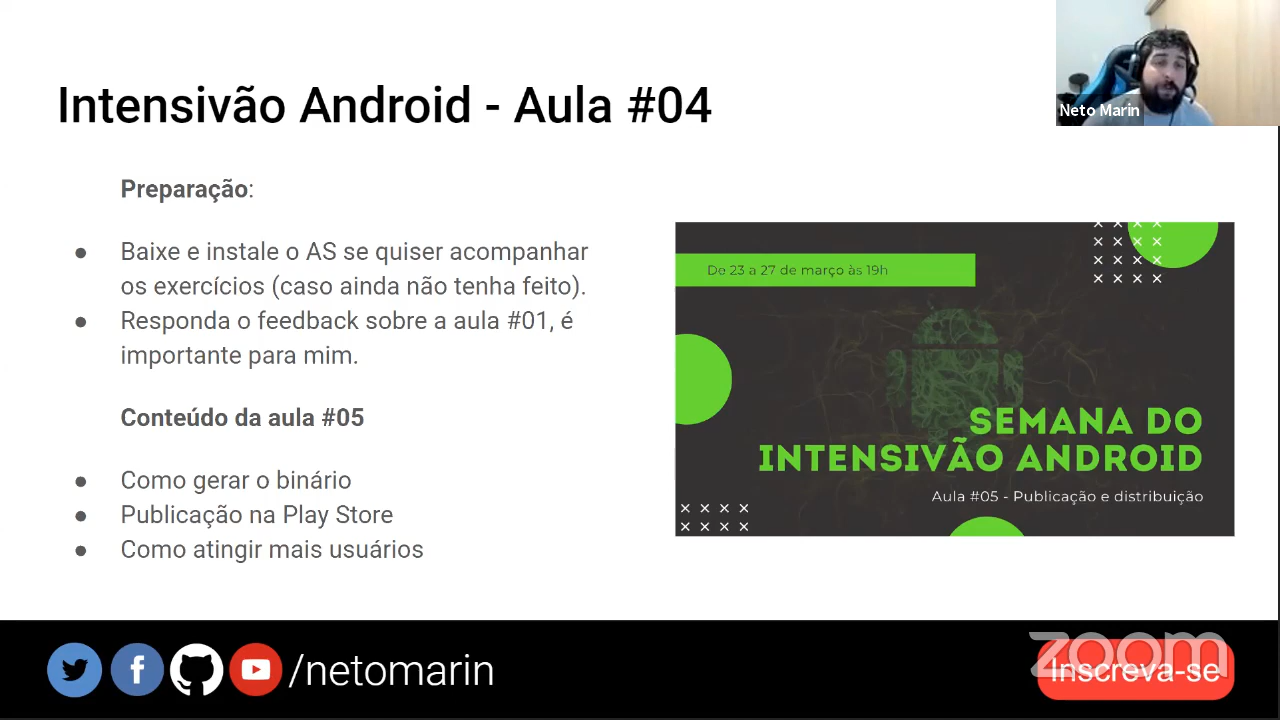 Intensivão Android - Aula #04
Neto Marin
Preparação:
● Baixe e instale o AS se quiser acompanhar
os exercícios (caso ainda não tenha feito).
● Responda o feedback sobre a aula #01, é
importante para mim.
Conteúdo da aula #05
● Como gerar o binário
● Publicação na Play Store
● Como atingir mais usuários
De 23 a 27 de março às 19h
SEMANA DO
INTENSIVÃO ANDROID
Aula #05 - Publicação e distribuição
/netomarin
zoom
Inscreva-se